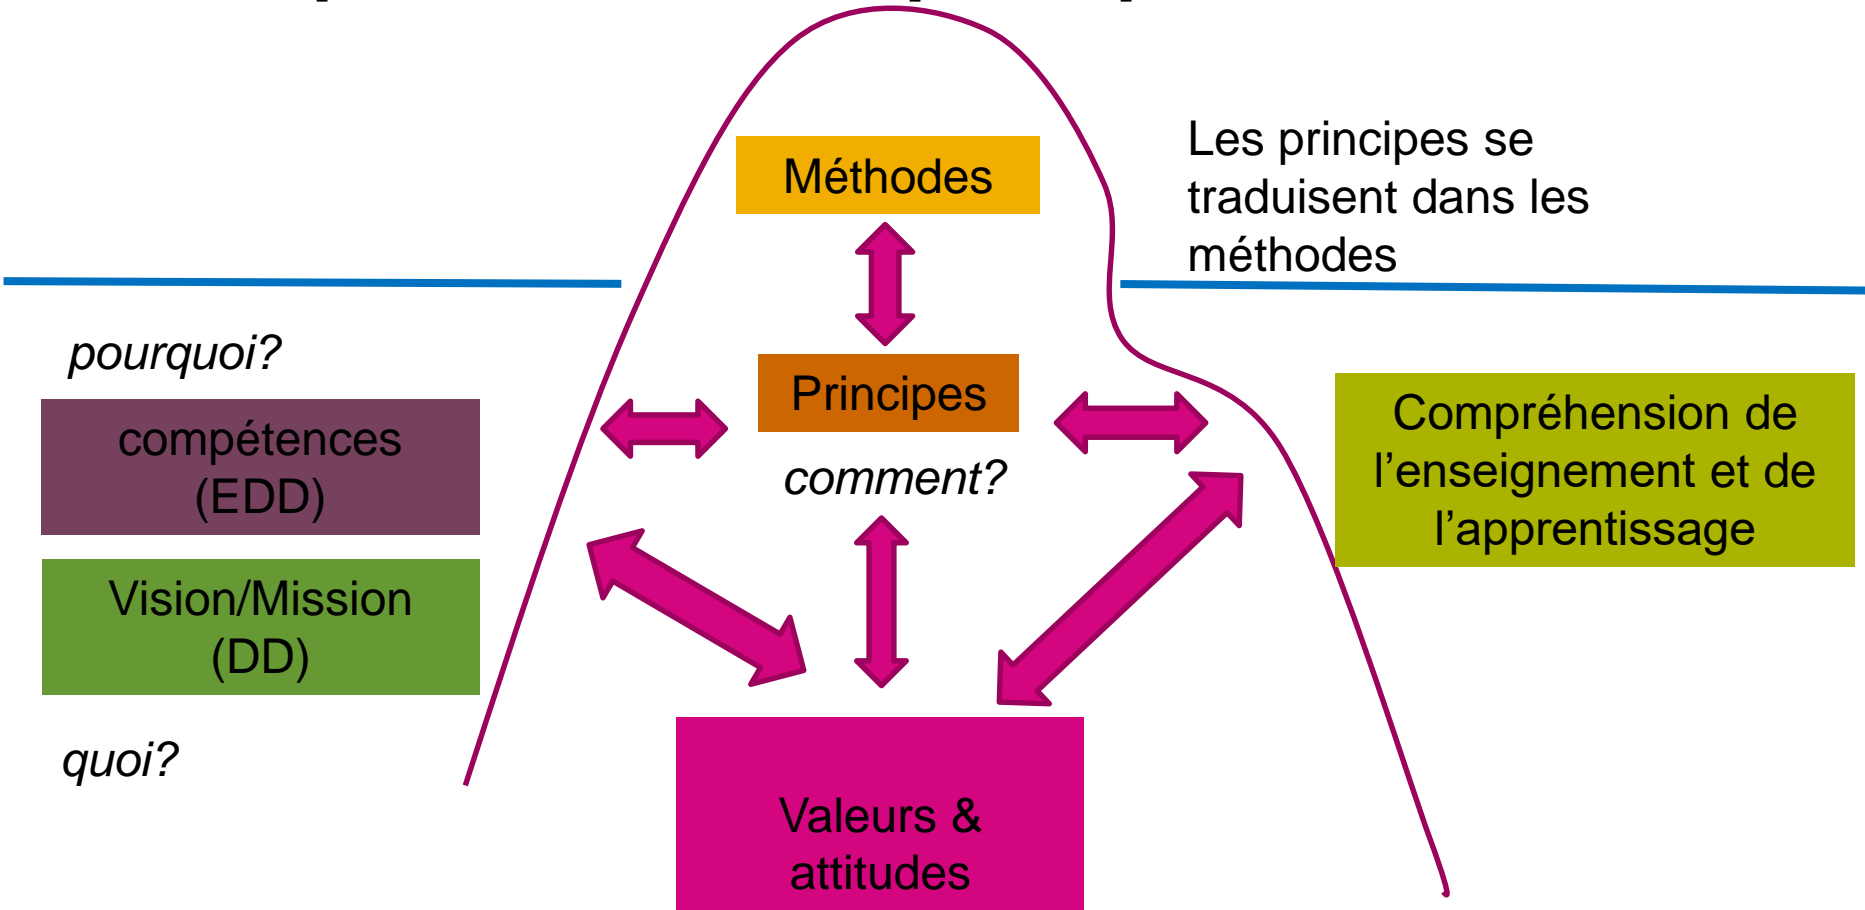 Méthodes
Les principes se
traduisent dans les
méthodes
pourquoi?
compétences
(EDD)
Vision/Mission
(DD)
quoi?
Principes
comment?
Compréhension de
l’enseignement et de
l’apprentissage
Valeurs &
attitudes